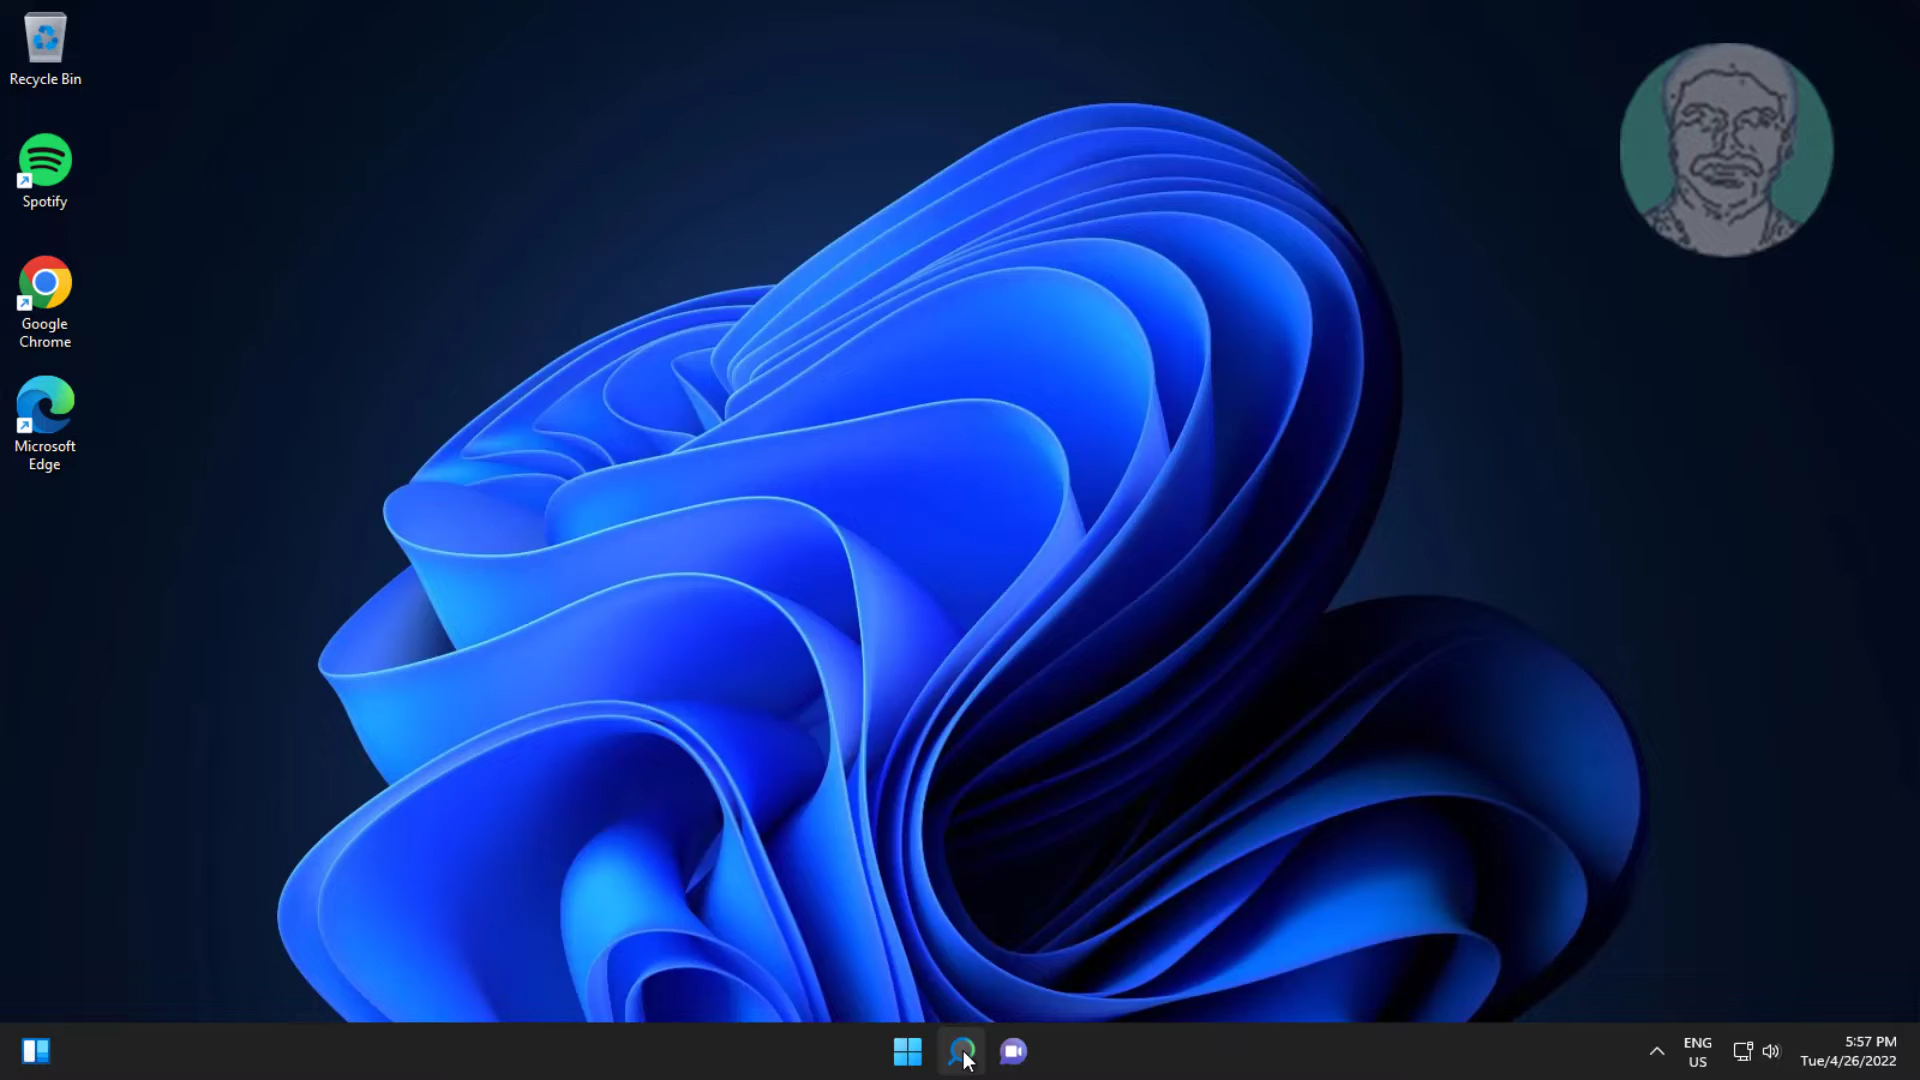 Recycle Bin
Spotify
Google
Chrome
Microsoft
Edge
ENG
US
5:57 PM
Tue/4/26/2022